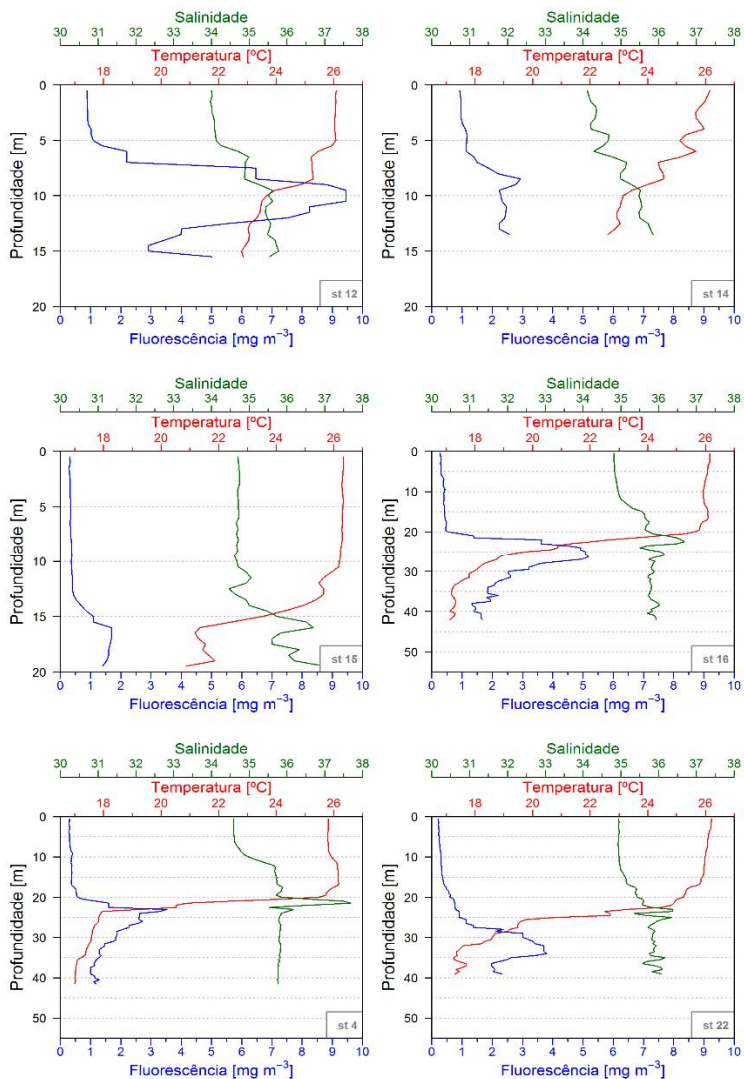 Salinidade
30 31 32 33 34 35 36 37 38
Temperatura [ºC]
18 20 22 24 26
Profundidade [m]
0
5
10
15
20
st 12
0 1 2 3 4 5 6 7 8 9 10
Fluorescência [mg m⁻³]
Salinidade
30 31 32 33 34 35 36 37 38
Temperatura [ºC]
18 20 22 24 26
Profundidade [m]
0
5
10
15
20
st 14
0 1 2 3 4 5 6 7 8 9 10
Fluorescência [mg m⁻³]
Salinidade
30 31 32 33 34 35 36 37 38
Temperatura [ºC]
18 20 22 24 26
Profundidade [m]
0
5
10
15
20
st 15
0 1 2 3 4 5 6 7 8 9 10
Fluorescência [mg m⁻³]
Salinidade
30 31 32 33 34 35 36 37 38
Temperatura [ºC]
18 20 22 24 26
Profundidade [m]
0
10
20
30
40
50
st 16
0 1 2 3 4 5 6 7 8 9 10
Fluorescência [mg m⁻³]
Salinidade
30 31 32 33 34 35 36 37 38
Temperatura [ºC]
18 20 22 24 26
Profundidade [m]
0
10
20
30
40
50
st 4
0 1 2 3 4 5 6 7 8 9 10
Fluorescência [mg m⁻³]
Salinidade
30 31 32 33 34 35 36 37 38
Temperatura [ºC]
18 20 22 24 26
Profundidade [m]
0
10
20
30
40
50
st 22
0 1 2 3 4 5 6 7 8 9 10
Fluorescência [mg m⁻³]